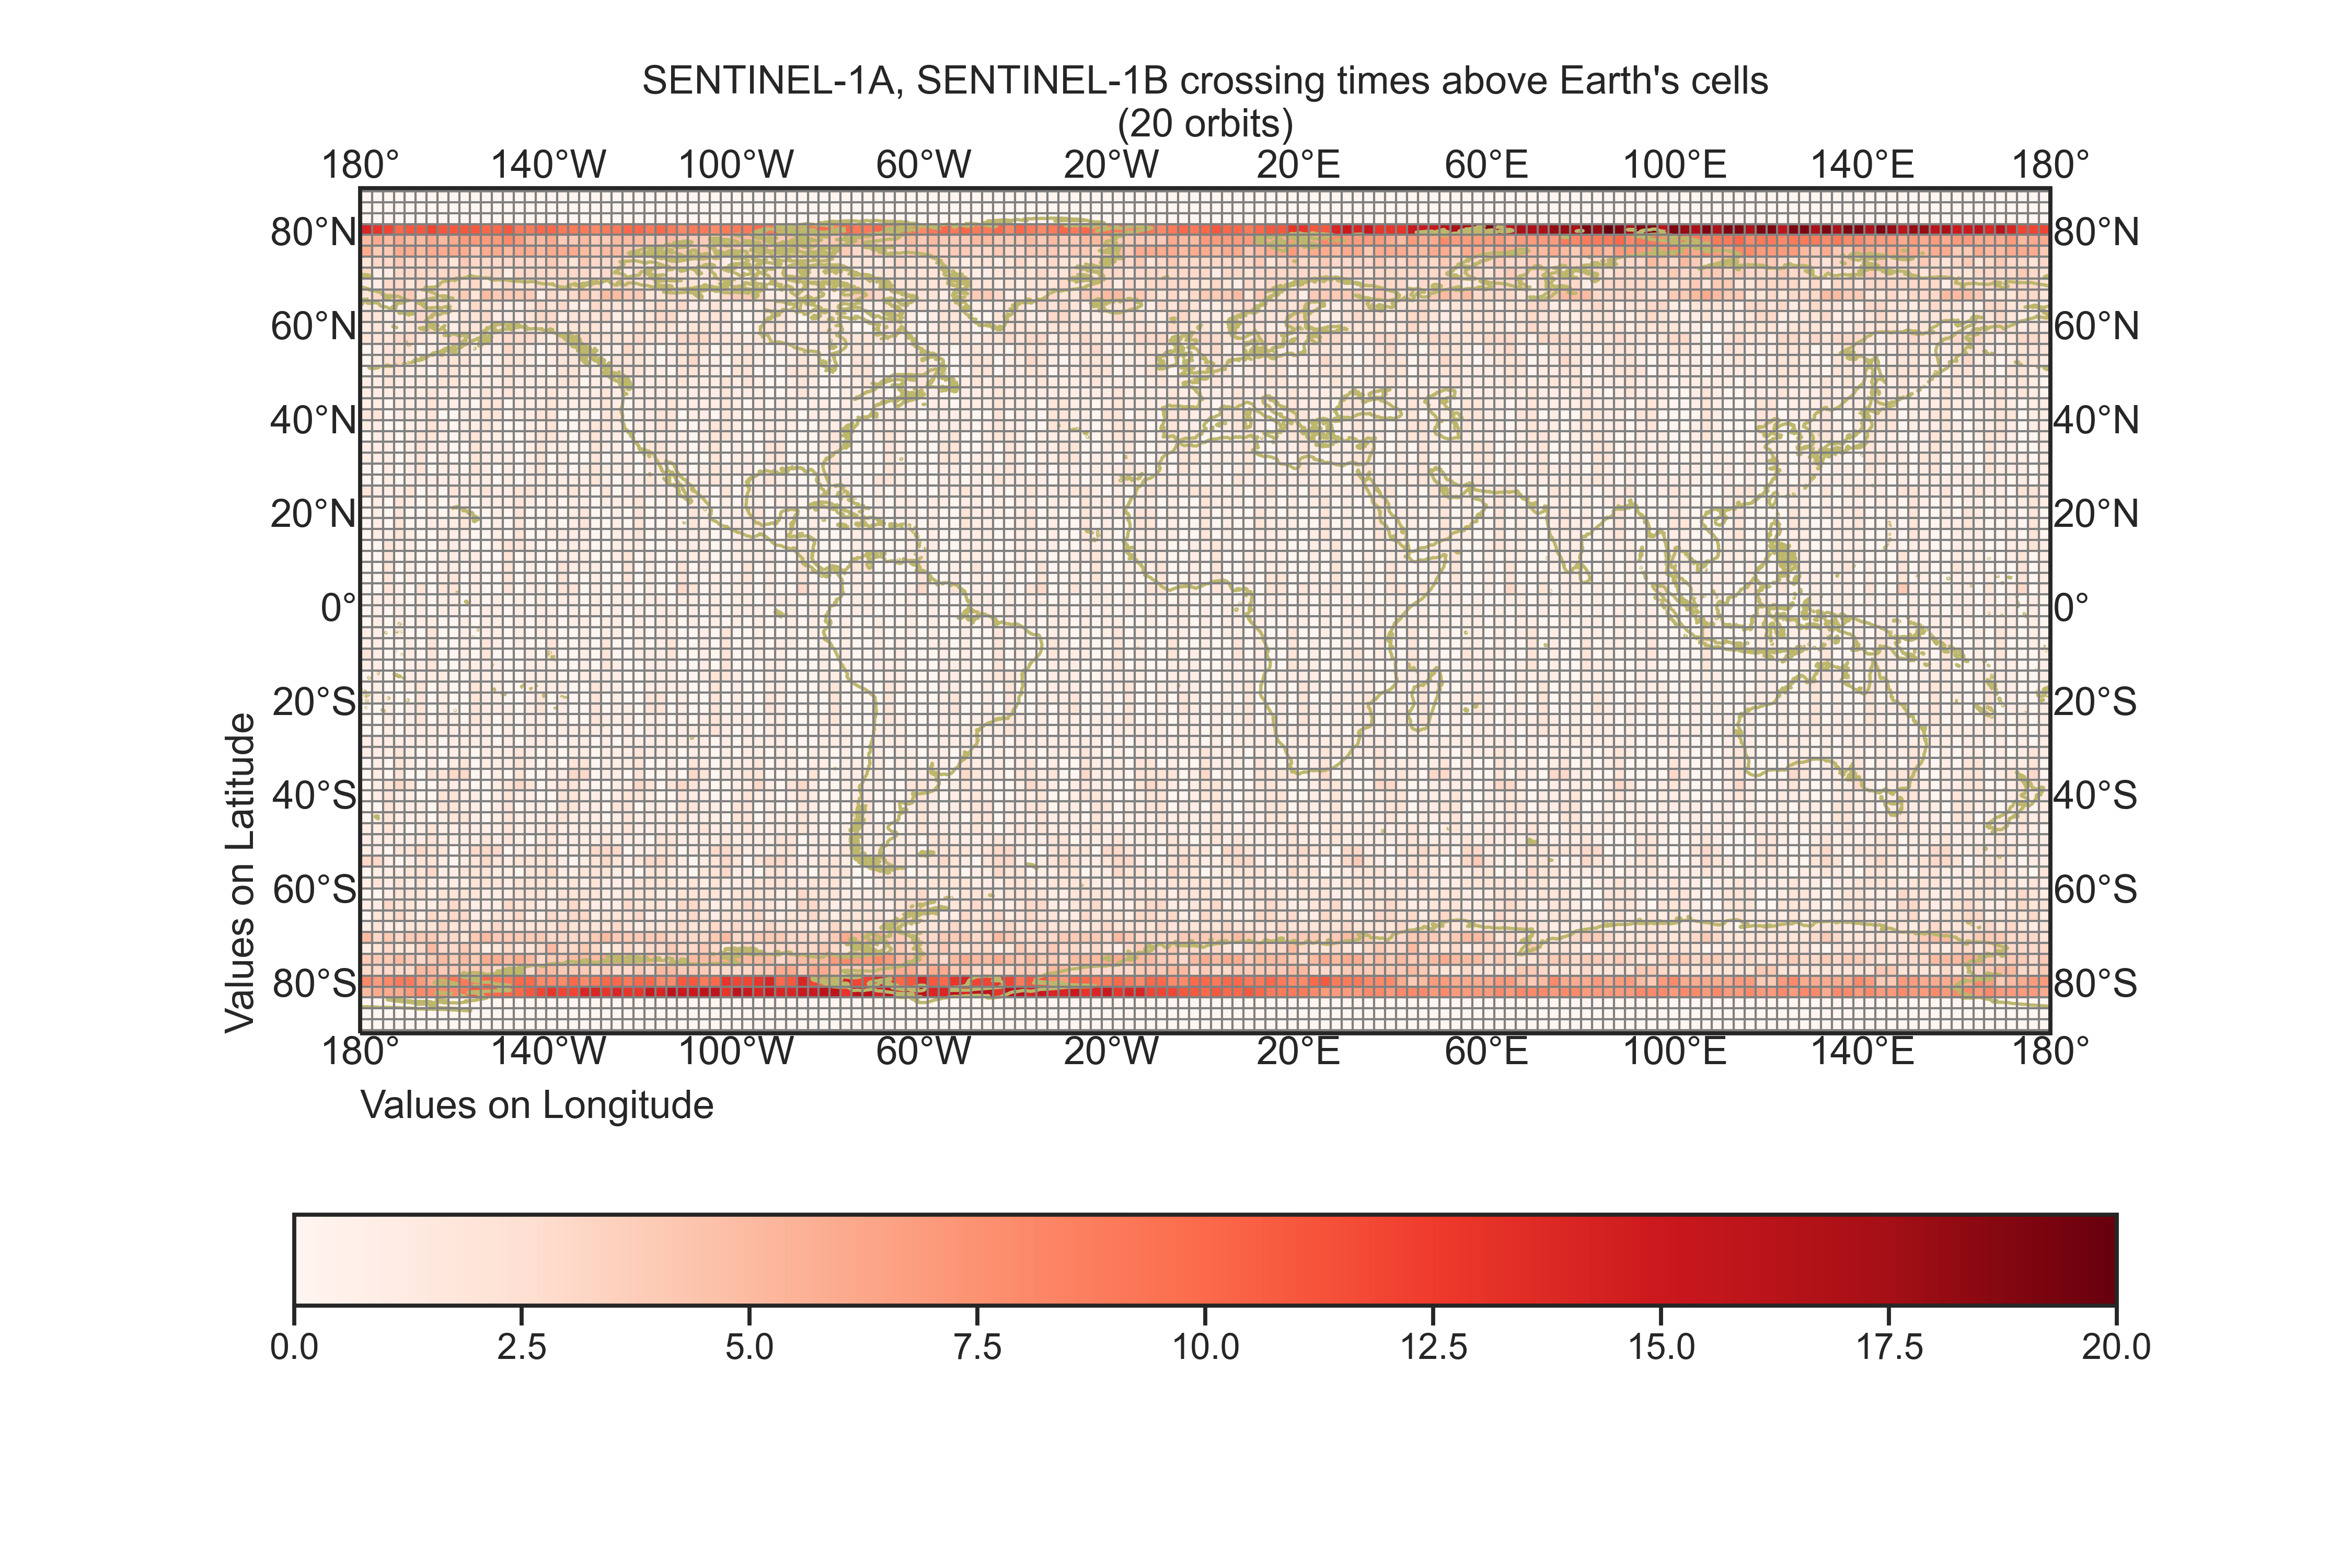 SENTINEL-1A, SENTINEL-1B crossing times above Earth's cells
(20 orbits)
180° 140°W 100°W 60°W 20°W 20°E 60°E 100°E 140°E 180°
80°N 80°N
60°N 60°N
40°N 40°N
20°N 20°N
0° 0°
20°S 20°S
40°S 40°S
60°S 60°S
80°S 80°S
Values on Latitude
180° 140°W 100°W 60°W 20°W 20°E 60°E 100°E 140°E 180°
Values on Longitude
0.0 2.5 5.0 7.5 10.0 12.5 15.0 17.5 20.0